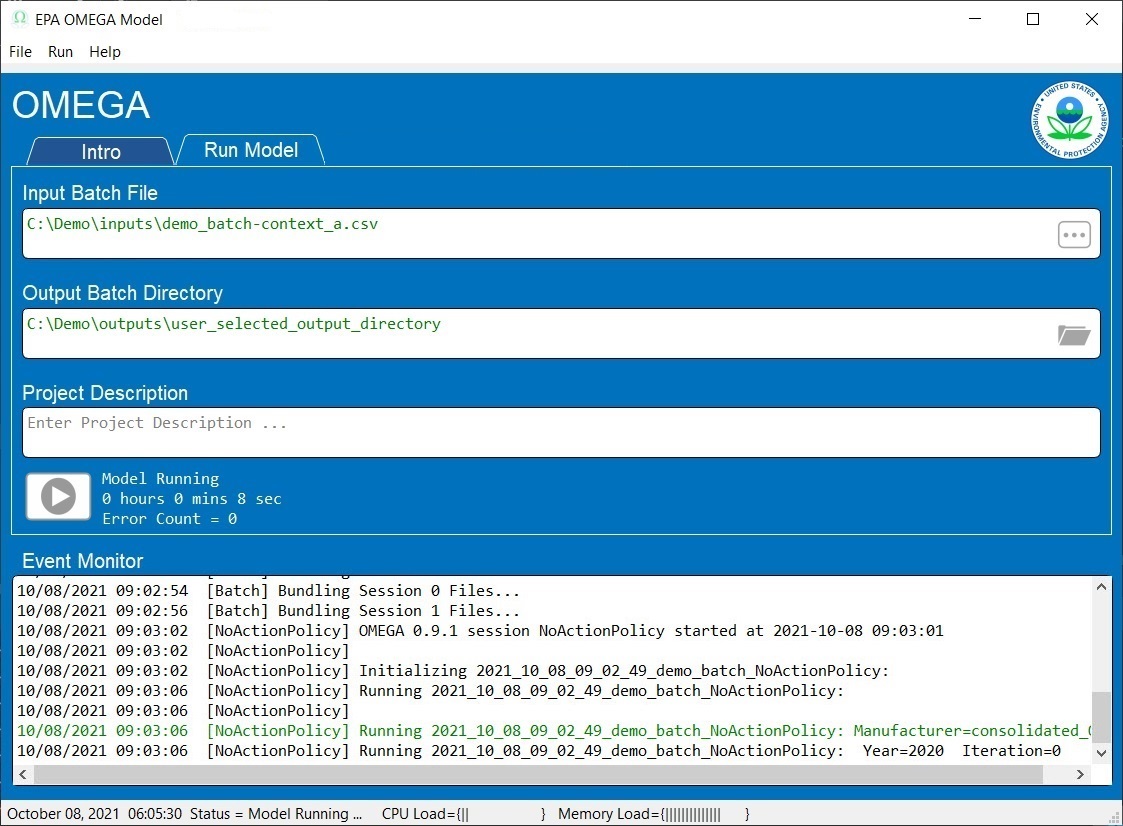 EPA OMEGA Model
File Run Help
OMEGA
UNITED STATES
ENVIRONMENTAL PROTECTION AGENCY
Intro Run Model
Input Batch File
C:\Demo\inputs\demo_batch-context_a.csv
Output Batch Directory
C:\Demo\outputs\user_selected_output_directory
Project Description
Enter Project Description ...
Model Running
0 hours 0 mins 8 sec
Error Count = 0
Event Monitor
10/08/2021 09:02:54 [Batch] Bundling Session 0 Files...
10/08/2021 09:02:56 [Batch] Bundling Session 1 Files...
10/08/2021 09:03:02 [NoActionPolicy] OMEGA 0.9.1 session NoActionPolicy started at 2021-10-08 09:03:01
10/08/2021 09:03:02 [NoActionPolicy]
10/08/2021 09:03:02 [NoActionPolicy] Initializing 2021_10_08_09_02_49_demo_batch_NoActionPolicy:
10/08/2021 09:03:06 [NoActionPolicy] Running 2021_10_08_09_02_49_demo_batch_NoActionPolicy:
10/08/2021 09:03:06 [NoActionPolicy]
10/08/2021 09:03:06 [NoActionPolicy] Running 2021_10_08_09_02_49_demo_batch_NoActionPolicy: Manufacturer=consolidated_
10/08/2021 09:03:06 [NoActionPolicy] Running 2021_10_08_09_02_49_demo_batch_NoActionPolicy: Year=2020 Iteration=0
October 08, 2021 06:05:30 Status = Model Running ... CPU Load={|| } Memory Load={||||||||||||| }